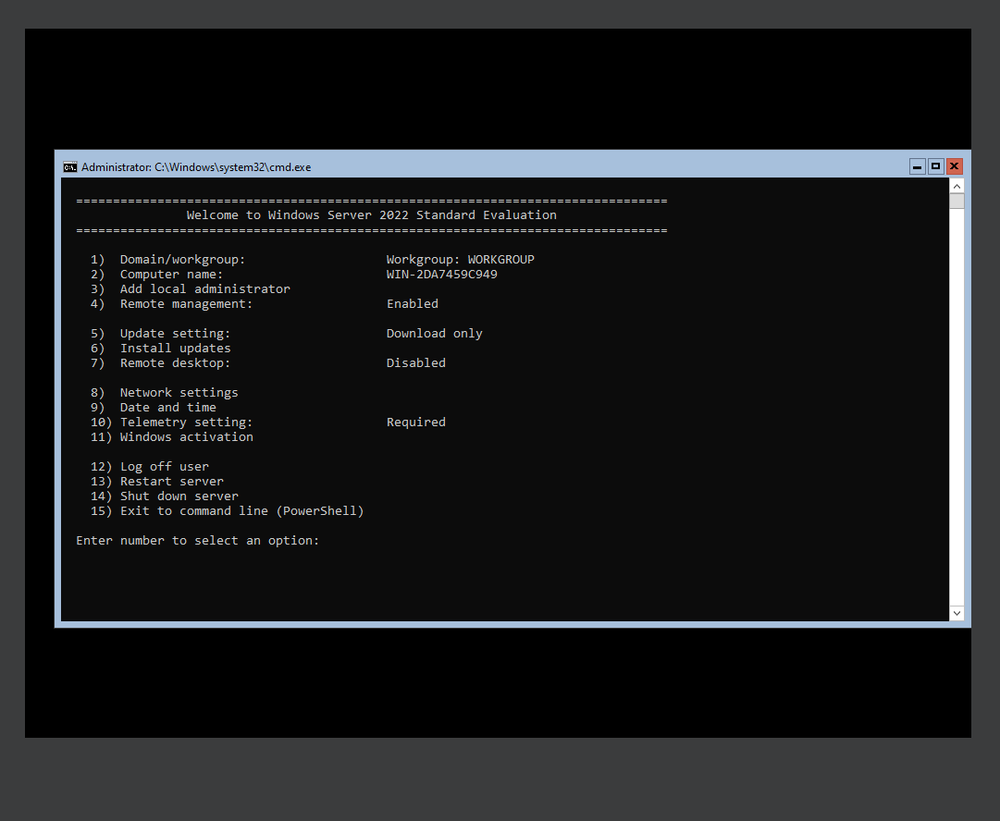 Administrator: C:\Windows\system32\cmd.exe
================================================================================
Welcome to Windows Server 2022 Standard Evaluation
================================================================================
1) Domain/workgroup: Workgroup: WORKGROUP
2) Computer name: WIN-2DA7459C949
3) Add local administrator
4) Remote management: Enabled
5) Update setting: Download only
6) Install updates
7) Remote desktop: Disabled
8) Network settings
9) Date and time
10) Telemetry setting: Required
11) Windows activation
12) Log off user
13) Restart server
14) Shut down server
15) Exit to command line (PowerShell)
Enter number to select an option: